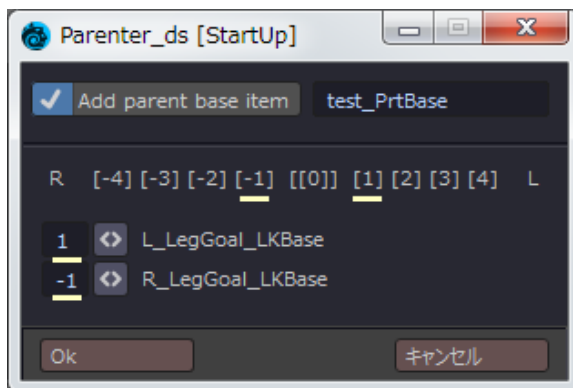 Parenter_ds [StartUp]
Add parent base item test_PrtBase
R [-4] [-3] [-2] [-1] [[0]] [1] [2] [3] [4] L
1 <> L_LegGoal_LKBase
-1 <> R_LegGoal_LKBase
Ok キャンセル